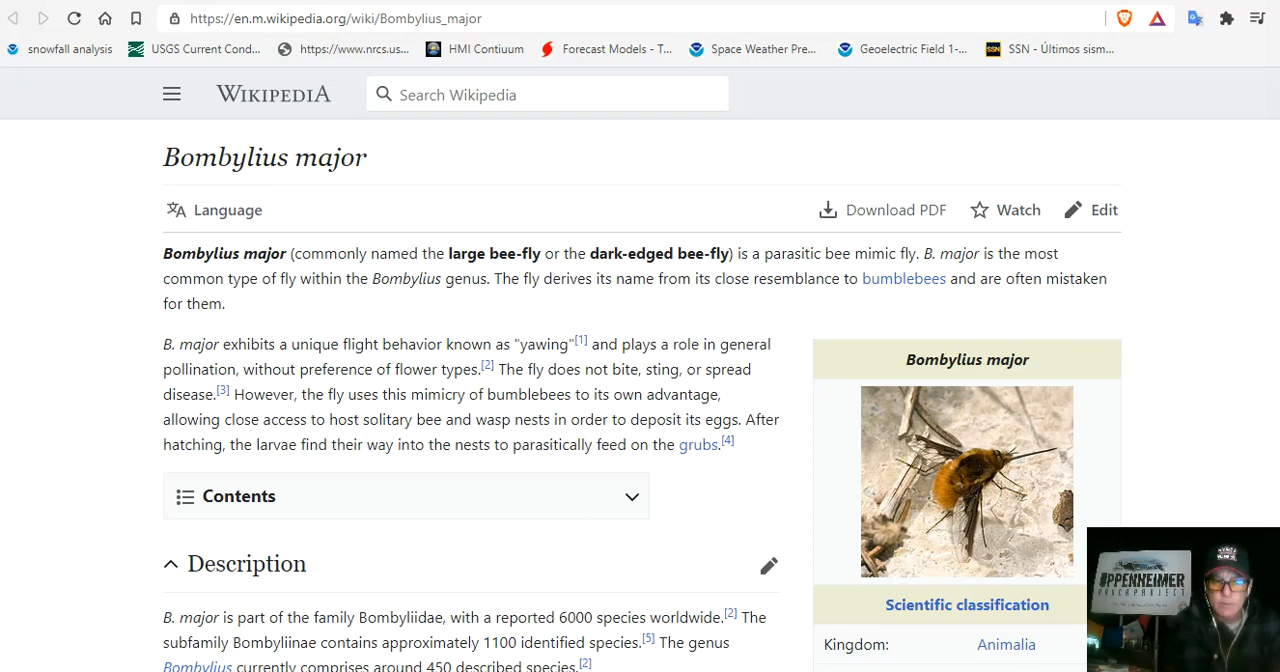 https://en.m.wikipedia.org/wiki/Bombylius_major
snowfall analysis USGS Current Cond... https://www.nrcs.us... HMI Contiuum Forecast Models - T... Space Weather Pre... Geoelectric Field 1-... SSN SSN - Últimos sism...
WIKIPEDIA Search Wikipedia
Bombylius major
Language Download PDF Watch Edit
Bombylius major (commonly named the large bee-fly or the dark-edged bee-fly) is a parasitic bee mimic fly. B. major is the most
common type of fly within the Bombylius genus. The fly derives its name from its close resemblance to bumblebees and are often mistaken
for them.
B. major exhibits a unique flight behavior known as "yawing"[1] and plays a role in general
pollination, without preference of flower types.[2] The fly does not bite, sting, or spread
disease.[3] However, the fly uses this mimicry of bumblebees to its own advantage,
allowing close access to host solitary bee and wasp nests in order to deposit its eggs. After
hatching, the larvae find their way into the nests to parasitically feed on the grubs.[4]
Bombylius major
Contents
Description
B. major is part of the family Bombyliidae, with a reported 6000 species worldwide.[2] The
subfamily Bombyliinae contains approximately 1100 identified species.[5] The genus
Bombylius currently comprises around 450 described species.[2]
Scientific classification
Kingdom: Animalia
OPPENHEIMER
RANCH PROJECT